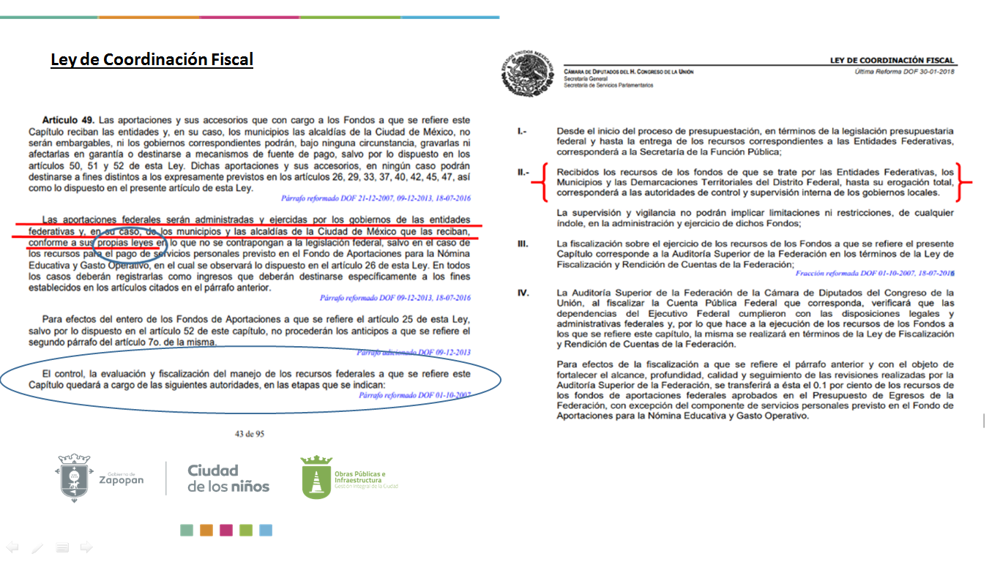 Ley de Coordinación Fiscal
Artículo 49. Las aportaciones y sus accesorios que con cargo a los Fondos a que se refiere este
Capítulo reciban las entidades y, en su caso, los municipios las alcaldías de la Ciudad de México, no
serán embargables, ni los gobiernos correspondientes podrán, bajo ninguna circunstancia, gravarlas ni
afectarlas en garantía o destinarse a mecanismos de fuente de pago, salvo por lo dispuesto en los
artículos 50, 51 y 52 de esta Ley. Dichas aportaciones y sus accesorios, en ningún caso podrán
destinarse a fines distintos a los expresamente previstos en los artículos 26, 29, 33, 37, 40, 42, 45, 47, así
como lo dispuesto en el presente artículo de esta Ley.
Párrafo reformado DOF 21-12-2007, 09-12-2013, 18-07-2016
Las aportaciones federales serán administradas y ejercidas por los gobiernos de las entidades
federativas y, en su caso, de los municipios y las alcaldías de la Ciudad de México que las reciban,
conforme a sus propias leyes en lo que no se contrapongan a la legislación federal, salvo en el caso de
los recursos para el pago de servicios personales previsto en el Fondo de Aportaciones para la Nómina
Educativa y Gasto Operativo, en el cual se observará lo dispuesto en el artículo 26 de esta Ley. En todos
los casos deberán registrarlas como ingresos que deberán destinarse específicamente a los fines
establecidos en los artículos citados en el párrafo anterior.
Párrafo reformado DOF 09-12-2013, 18-07-2016
Para efectos del entero de los Fondos de Aportaciones a que se refiere el artículo 25 de esta Ley,
salvo por lo dispuesto en el artículo 52 de este capítulo, no procederán los anticipos a que se refiere el
segundo párrafo del artículo 7o. de la misma.
Párrafo adicionado DOF 09-12-2013
El control, la evaluación y fiscalización del manejo de los recursos federales a que se refiere este
Capítulo quedará a cargo de las siguientes autoridades, en las etapas que se indican:
Párrafo reformado DOF 01-10-2007
43 de 95
Gobierno de
Zapopan
Ciudad
de los niños
Obras Públicas e
Infraestructura
Gestión Integral de la Ciudad
ESTADOS UNIDOS MEXICANOS
CÁMARA DE DIPUTADOS DEL H. CONGRESO DE LA UNIÓN
Secretaría General
Secretaría de Servicios Parlamentarios
LEY DE COORDINACIÓN FISCAL
Última Reforma DOF 30-01-2018
I.- Desde el inicio del proceso de presupuestación, en términos de la legislación presupuestaria
federal y hasta la entrega de los recursos correspondientes a las Entidades Federativas,
corresponderá a la Secretaría de la Función Pública;
II.- Recibidos los recursos de los fondos de que se trate por las Entidades Federativas, los
Municipios y las Demarcaciones Territoriales del Distrito Federal, hasta su erogación total,
corresponderá a las autoridades de control y supervisión interna de los gobiernos locales.
La supervisión y vigilancia no podrán implicar limitaciones ni restricciones, de cualquier
índole, en la administración y ejercicio de dichos Fondos;
III. La fiscalización sobre el ejercicio de los recursos de los Fondos a que se refiere el presente
Capítulo corresponde a la Auditoría Superior de la Federación en los términos de la Ley de
Fiscalización y Rendición de Cuentas de la Federación;
Fracción reformada DOF 01-10-2007, 18-07-2016
IV. La Auditoría Superior de la Federación de la Cámara de Diputados del Congreso de la
Unión, al fiscalizar la Cuenta Pública Federal que corresponda, verificará que las
dependencias del Ejecutivo Federal cumplieron con las disposiciones legales y
administrativas federales y, por lo que hace a la ejecución de los recursos de los Fondos a
los que se refiere este capítulo, la misma se realizará en términos de la Ley de Fiscalización
y Rendición de Cuentas de la Federación.
Para efectos de la fiscalización a que se refiere el párrafo anterior y con el objeto de
fortalecer el alcance, profundidad, calidad y seguimiento de las revisiones realizadas por la
Auditoría Superior de la Federación, se transferirá a ésta el 0.1 por ciento de los recursos de
los fondos de aportaciones federales aprobados en el Presupuesto de Egresos de la
Federación, con excepción del componente de servicios personales previsto en el Fondo de
Aportaciones para la Nómina Educativa y Gasto Operativo.